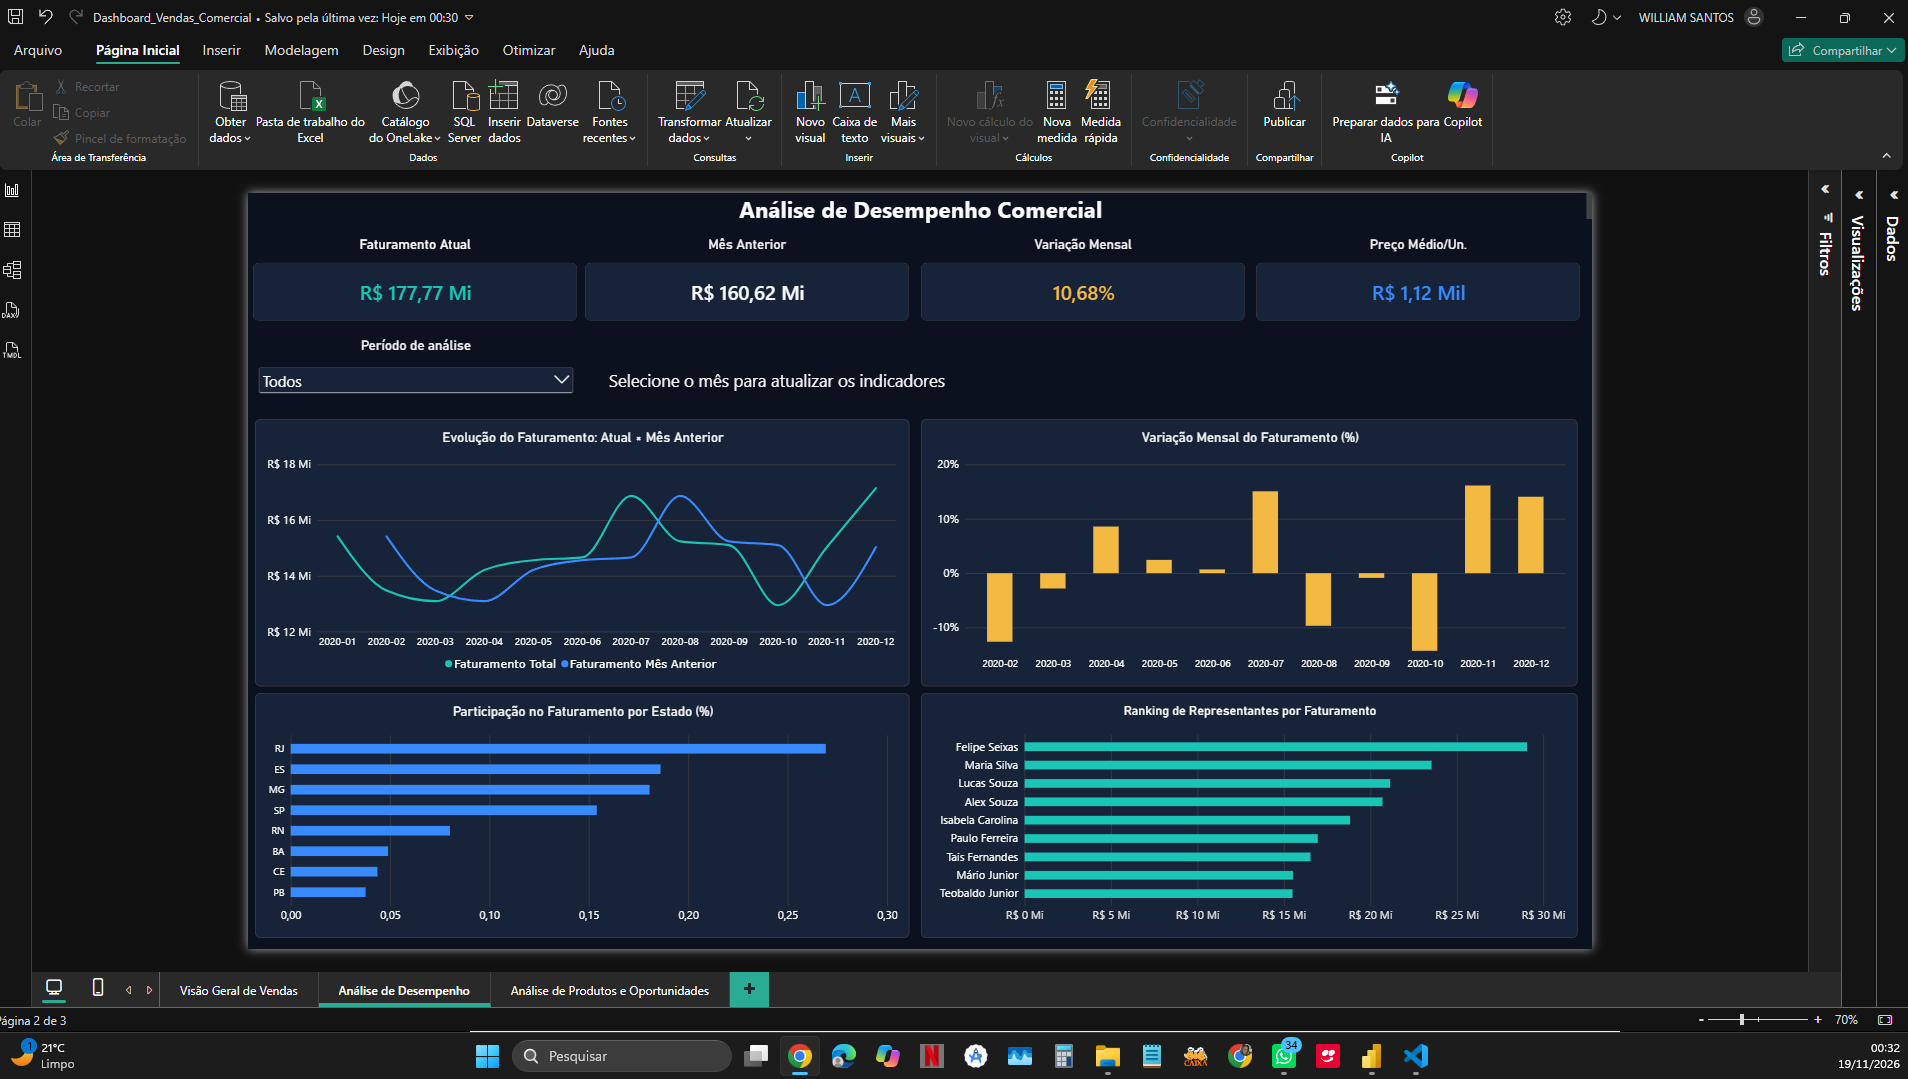 Dashboard_Vendas_Comercial • Salvo pela última vez: Hoje em 00:30
WILLIAM SANTOS
Arquivo
Página Inicial
Inserir
Modelagem
Design
Exibição
Otimizar
Ajuda
Compartilhar
Colar
Recortar
Copiar
Pincel de formatação
Área de Transferência
Obter dados
Pasta de trabalho do Excel
Catálogo do OneLake
SQL Server
Inserir dados
Dataverse
Fontes recentes
Dados
Transformar dados
Atualizar
Consultas
Novo visual
Caixa de texto
Mais visuais
Inserir
Novo cálculo do visual
Nova medida
Medida rápida
Cálculos
Confidencialidade
Confidencialidade
Publicar
Compartilhar
Preparar dados para IA
Copilot
Copilot
DAX
TMDL
Análise de Desempenho Comercial
Faturamento Atual
R$ 177,77 Mi
Mês Anterior
R$ 160,62 Mi
Variação Mensal
10,68%
Preço Médio/Un.
R$ 1,12 Mil
Período de análise
Todos
Selecione o mês para atualizar os indicadores
Evolução do Faturamento: Atual × Mês Anterior
R$ 18 Mi
R$ 16 Mi
R$ 14 Mi
R$ 12 Mi
2020-01 2020-02 2020-03 2020-04 2020-05 2020-06 2020-07 2020-08 2020-09 2020-10 2020-11 2020-12
Faturamento Total Faturamento Mês Anterior
Variação Mensal do Faturamento (%)
20%
10%
0%
-10%
2020-02 2020-03 2020-04 2020-05 2020-06 2020-07 2020-08 2020-09 2020-10 2020-11 2020-12
Participação no Faturamento por Estado (%)
RJ
ES
MG
SP
RN
BA
CE
PB
0,00 0,05 0,10 0,15 0,20 0,25 0,30
Ranking de Representantes por Faturamento
Felipe Seixas
Maria Silva
Lucas Souza
Alex Souza
Isabela Carolina
Paulo Ferreira
Tais Fernandes
Mário Junior
Teobaldo Junior
R$ 0 Mi R$ 5 Mi R$ 10 Mi R$ 15 Mi R$ 20 Mi R$ 25 Mi R$ 30 Mi
Filtros
Visualizações
Dados
Visão Geral de Vendas
Análise de Desempenho
Análise de Produtos e Oportunidades
+
Página 2 de 3
- + 70%
1
21°C
Limpo
Pesquisar
CAIXA
34
00:32
19/11/2026